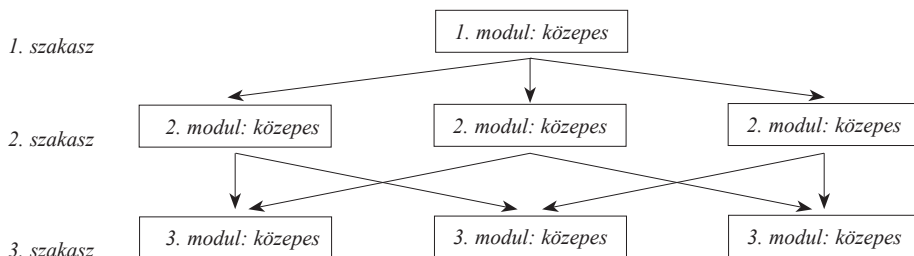 1. modul: közepes
1. szakasz
2. modul: közepes
2. modul: közepes
2. modul: közepes
2. szakasz
3. modul: közepes
3. modul: közepes
3. modul: közepes
3. szakasz